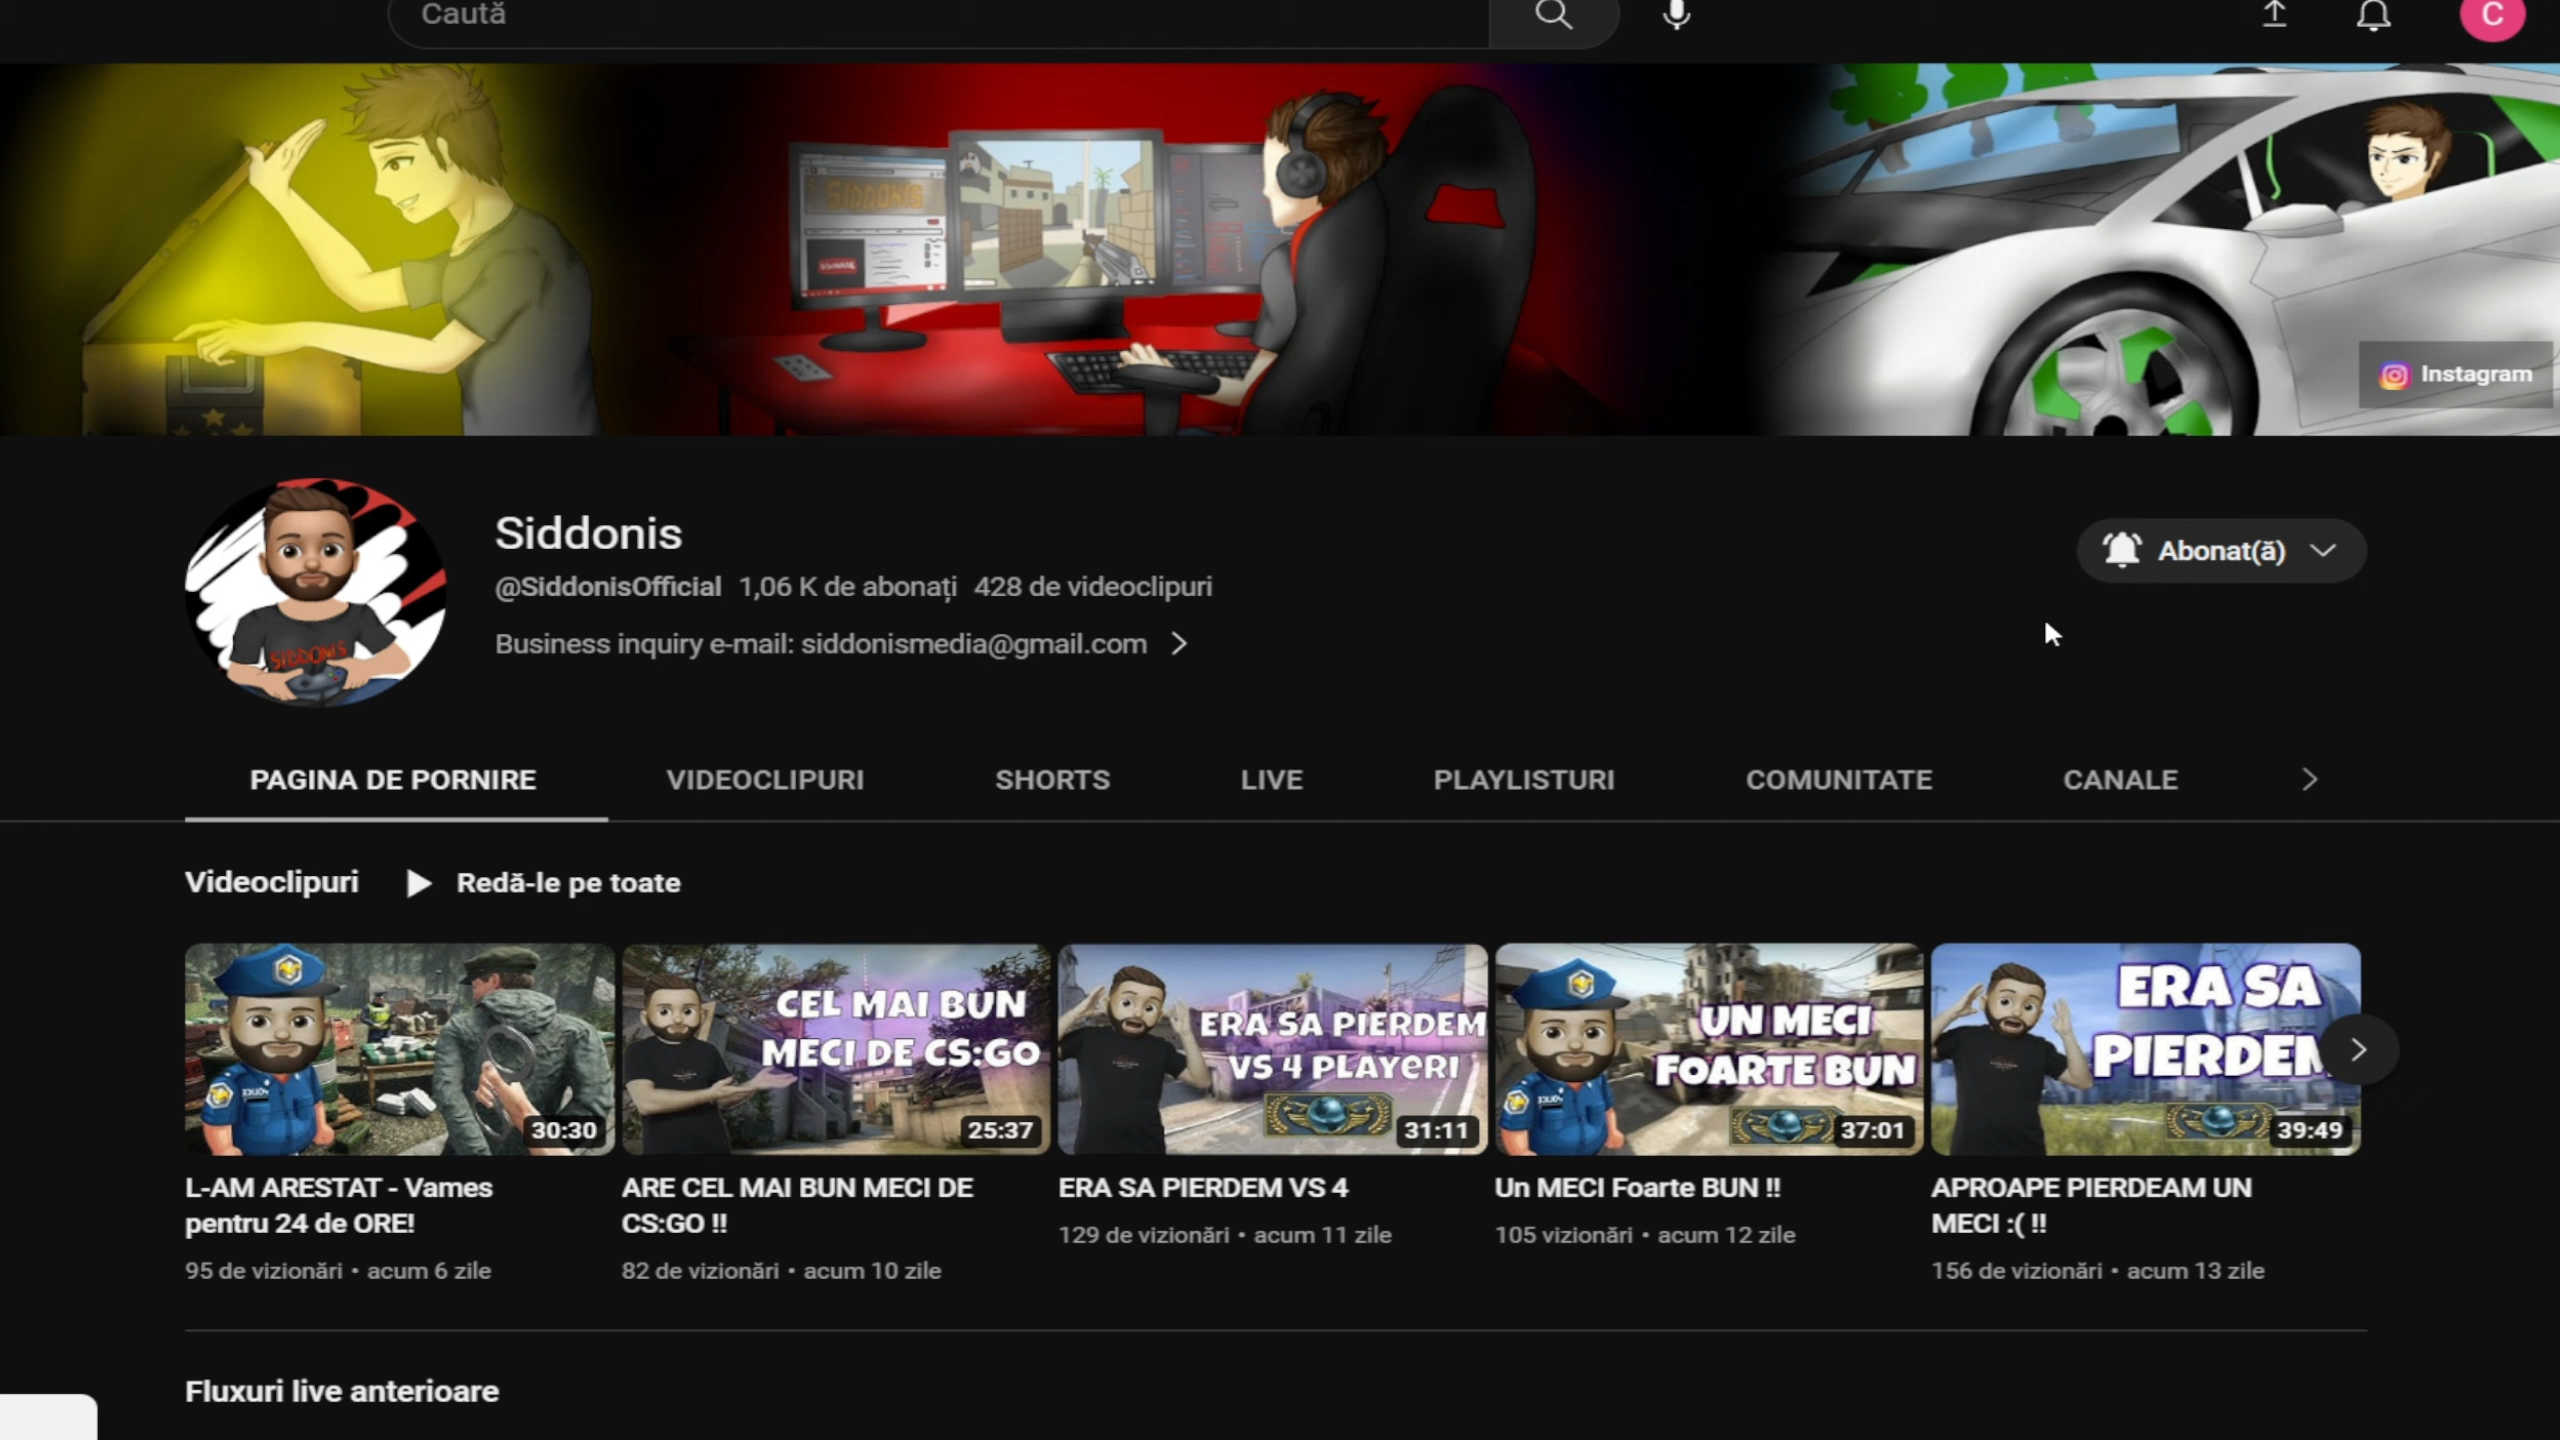 Caută
C
SIDDONIS
Instagram
Siddonis
@SiddonisOfficial 1,06 K de abonați 428 de videoclipuri
Abonat(ă)
Business inquiry e-mail: siddonismedia@gmail.com
SIDDONIS
PAGINA DE PORNIRE VIDEOCLIPURI SHORTS LIVE PLAYLISTURI COMUNITATE CANALE
Videoclipuri Redă-le pe toate
30:30
CEL MAI BUN
MECI DE CS:GO
25:37
ERA SA PIERDEM
VS 4 PLAYERI
31:11
UN MECI
FOARTE BUN
37:01
ERA SA
PIERDEM
39:49
L-AM ARESTAT - Vames
pentru 24 de ORE!
95 de vizionări • acum 6 zile
ARE CEL MAI BUN MECI DE
CS:GO !!
82 de vizionări • acum 10 zile
ERA SA PIERDEM VS 4
129 de vizionări • acum 11 zile
Un MECI Foarte BUN !!
105 vizionări • acum 12 zile
APROAPE PIERDEAM UN
MECI :( !!
156 de vizionări • acum 13 zile
Fluxuri live anterioare